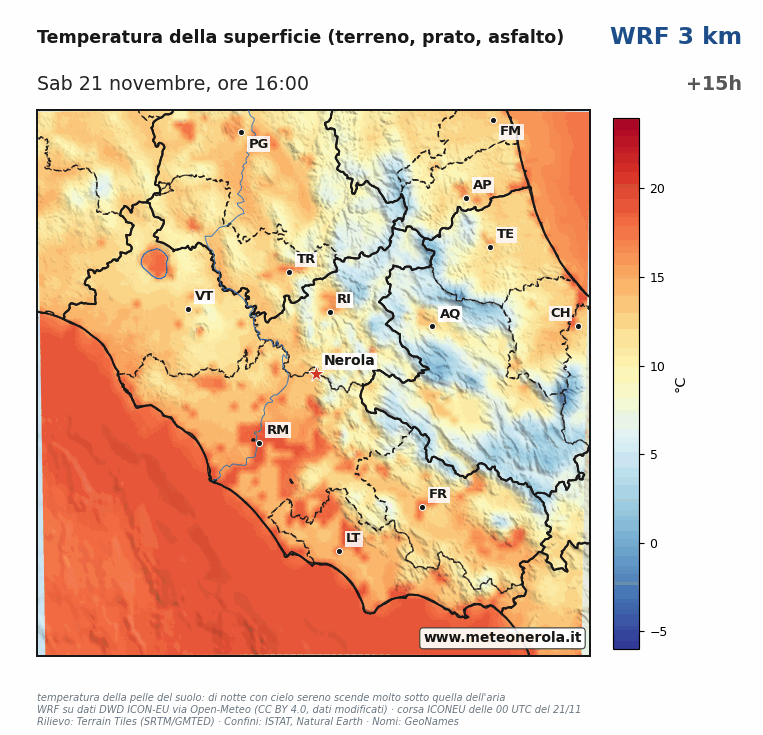 Temperatura della superficie (terreno, prato, asfalto)
WRF 3 km
Sab 21 novembre, ore 16:00
+15h
FM
PG
AP
TE
TR
VT
RI
AQ
CH
Nerola
RM
FR
LT
20
15
10
5
0
−5
°C
www.meteonerola.it
temperatura della pelle del suolo: di notte con cielo sereno scende molto sotto quella dell'aria
WRF su dati DWD ICON-EU via Open-Meteo (CC BY 4.0, dati modificati) · corsa ICONEU delle 00 UTC del 21/11
Rilievo: Terrain Tiles (SRTM/GMTED) · Confini: ISTAT, Natural Earth · Nomi: GeoNames